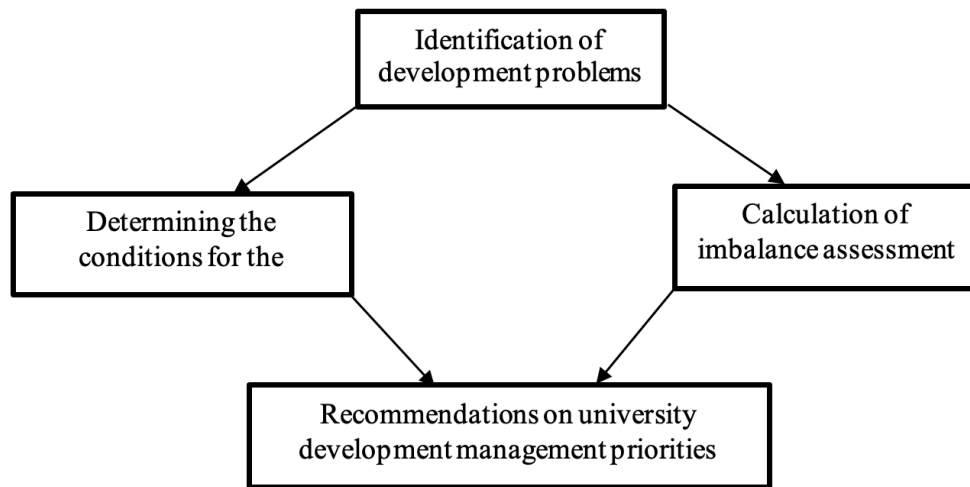 Identification of
development problems
Determining the
conditions for the
Calculation of
imbalance assessment
Recommendations on university
development management priorities